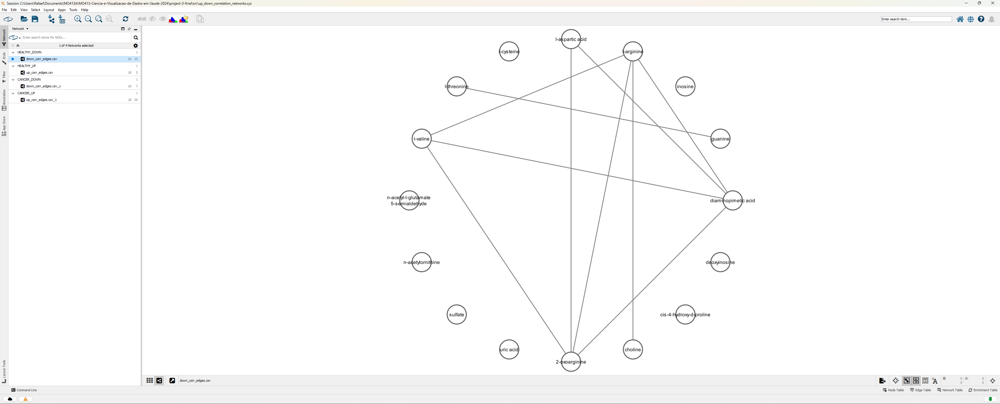 Session: C:\Users\Rafael\Documents\MO413A\MO413-Ciencia-e-Visualizacao-de-Dados-em-Saude-2024\project-3-final\src\up_down_correlation_networks.cys
File Edit View Select Layout Apps Tools Help
Enter search term...
Network
Enter search terms for NDEx...
1 of 4 Networks selected
HEALTHY_DOWN 1
down_corr_edges.csv 16 10
HEALTHY_UP 1
up_corr_edges.csv 18 5
CANCER_DOWN 1
down_corr_edges.csv_1 16 7
CANCER_UP 1
up_corr_edges.csv_1 18 26
Network
Style
Filter
Annotation
App Store
Layout Tools
l-aspartic acid
l-cysteine
l-arginine
l-threonine
inosine
l-valine
guanine
n-acetyl-l-glutamate
5-semialdehyde
diaminopimelic acid
n-acetylornithine
deoxyinosine
sulfate
cis-4-hydroxy-d-proline
uric acid
choline
2-oxoarginine
down_corr_edges.csv
0 0
0 0
Command Line
Node Table Edge Table Network Table Enrichment Table